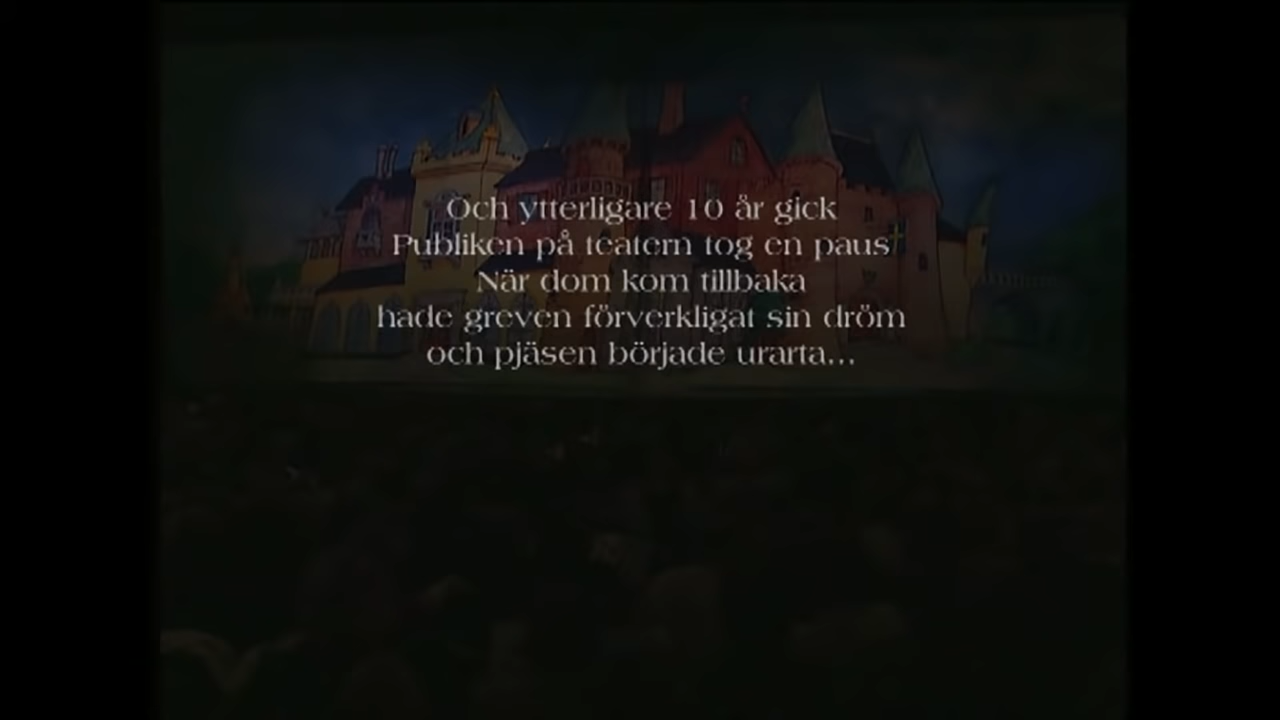 Och ytterligare 10 år gick
Publiken på teatern tog en paus
När dom kom tillbaka
hade greven förverkligat sin dröm
och pjäsen började urarta...